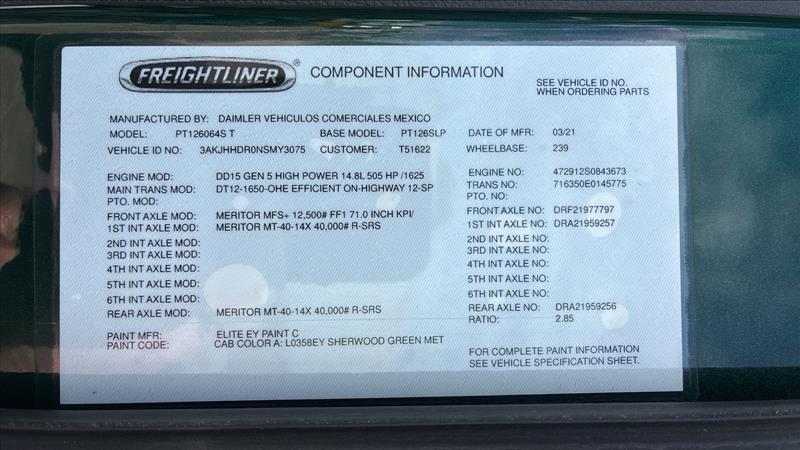 FREIGHTLINER ® COMPONENT INFORMATION
SEE VEHICLE ID NO.
WHEN ORDERING PARTS
MANUFACTURED BY: DAIMLER VEHICULOS COMERCIALES MEXICO
MODEL: PT126064S T BASE MODEL: PT126SLP DATE OF MFR: 03/21
VEHICLE ID NO: 3AKJHHDR0NSMY3075 CUSTOMER: T51622 WHEELBASE: 239
ENGINE MOD: DD15 GEN 5 HIGH POWER 14.8L 505 HP /1625 ENGINE NO: 472912S0843673
MAIN TRANS MOD: DT12-1650-OHE EFFICIENT ON-HIGHWAY 12-SP TRANS NO: 716350E0145775
PTO. MOD: PTO. NO:
FRONT AXLE MOD: MERITOR MFS+ 12,500# FF1 71.0 INCH KPI/ FRONT AXLE NO: DRF21977797
1ST INT AXLE MOD: MERITOR MT-40-14X 40,000# R-SRS 1ST INT AXLE NO: DRA21959257
2ND INT AXLE MOD: 2ND INT AXLE NO:
3RD INT AXLE MOD: 3RD INT AXLE NO:
4TH INT AXLE MOD: 4TH INT AXLE NO:
5TH INT AXLE MOD: 5TH INT AXLE NO:
6TH INT AXLE MOD: 6TH INT AXLE NO:
REAR AXLE MOD: MERITOR MT-40-14X 40,000# R-SRS REAR AXLE NO: DRA21959256
RATIO: 2.85
PAINT MFR: ELITE EY PAINT C
PAINT CODE: CAB COLOR A: L0358EY SHERWOOD GREEN MET
FOR COMPLETE PAINT INFORMATION
SEE VEHICLE SPECIFICATION SHEET.